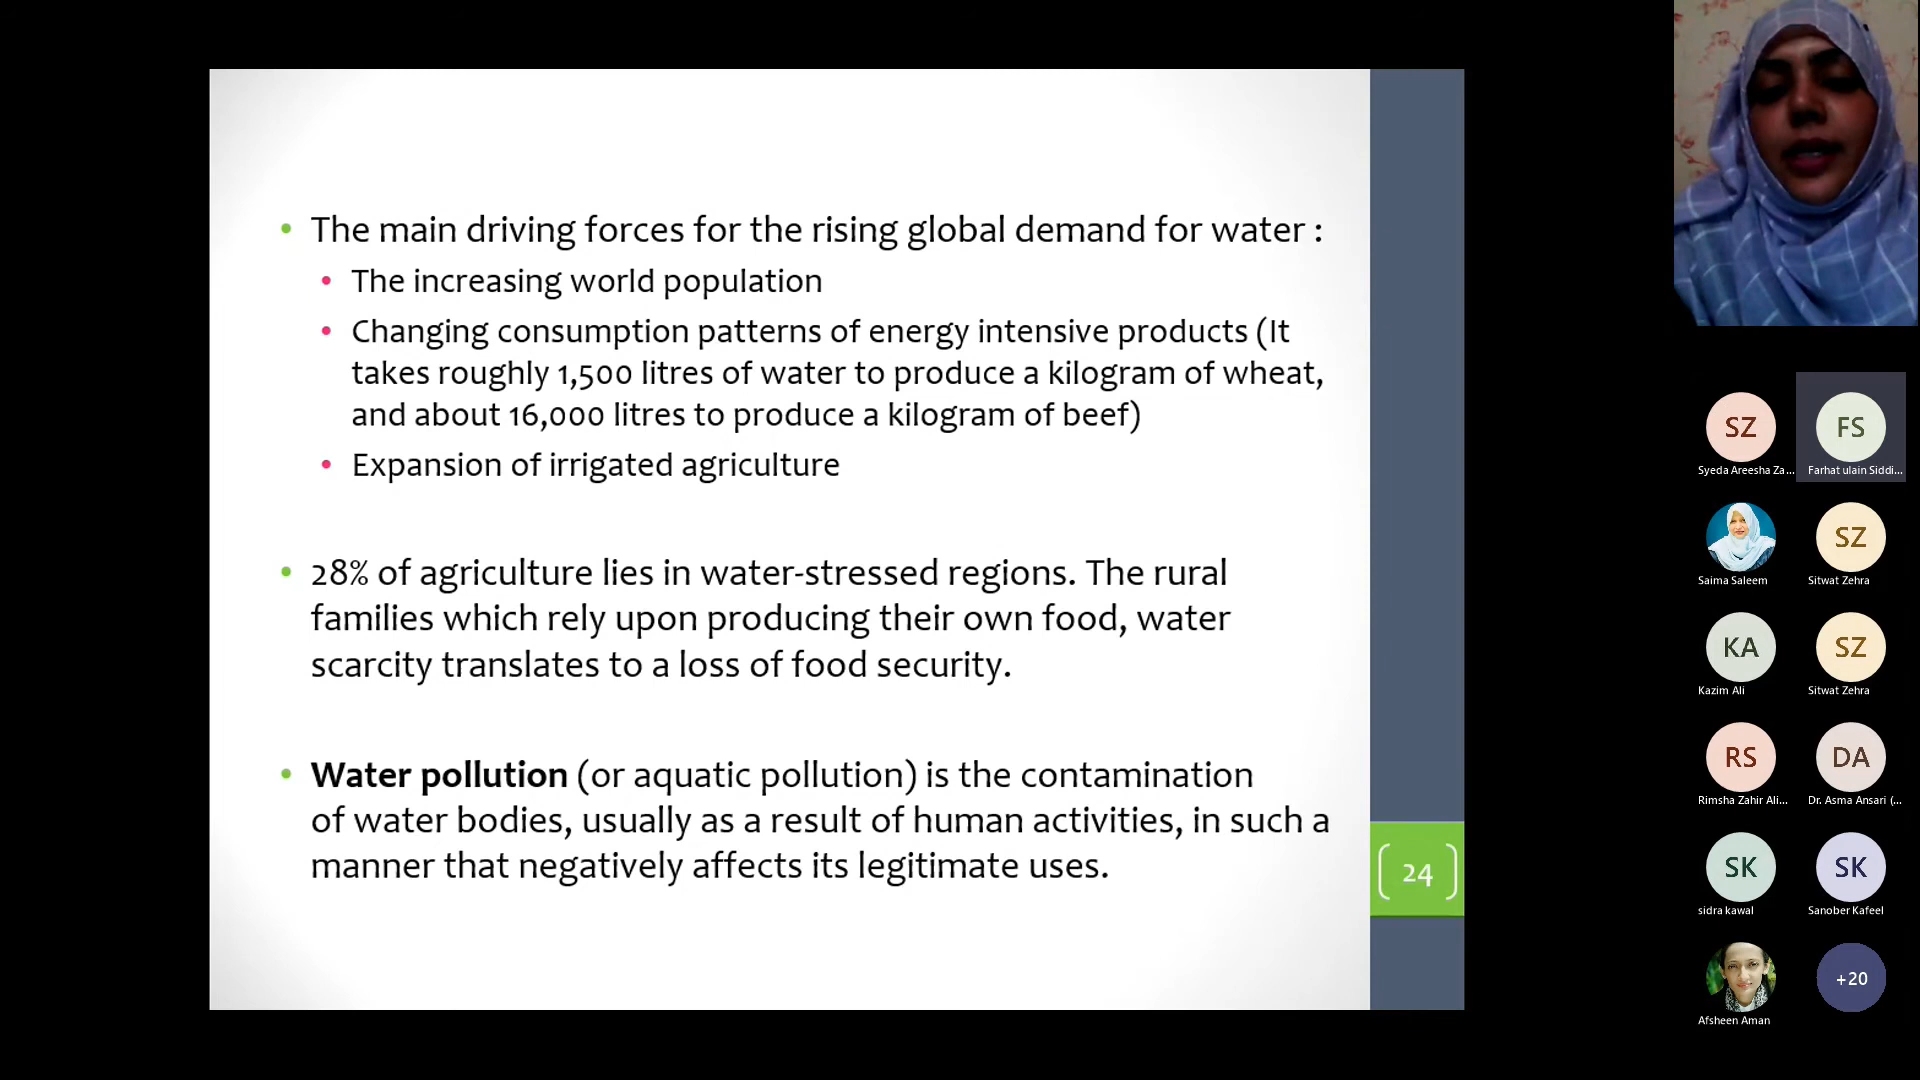 • The main driving forces for the rising global demand for water :
• The increasing world population
• Changing consumption patterns of energy intensive products (It
takes roughly 1,500 litres of water to produce a kilogram of wheat,
and about 16,000 litres to produce a kilogram of beef)
• Expansion of irrigated agriculture
• 28% of agriculture lies in water-stressed regions. The rural
families which rely upon producing their own food, water
scarcity translates to a loss of food security.
• Water pollution (or aquatic pollution) is the contamination
of water bodies, usually as a result of human activities, in such a
manner that negatively affects its legitimate uses.
24
SZ
Syeda Areesha Za...
FS
Farhat ulain Siddi...
Saima Saleem
SZ
Sitwat Zehra
KA
Kazim Ali
SZ
Sitwat Zehra
RS
Rimsha Zahir Ali...
DA
Dr. Asma Ansari (...
SK
sidra kawal
SK
Sanober Kafeel
Afsheen Aman
+20